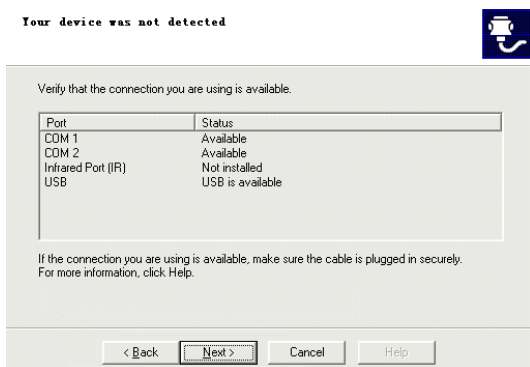 Your device was not detected
Verify that the connection you are using is available.
Port Status
COM 1 Available
COM 2 Available
Infrared Port (IR) Not installed
USB USB is available
If the connection you are using is available, make sure the cable is plugged in securely.
For more information, click Help.
< Back Next > Cancel Help